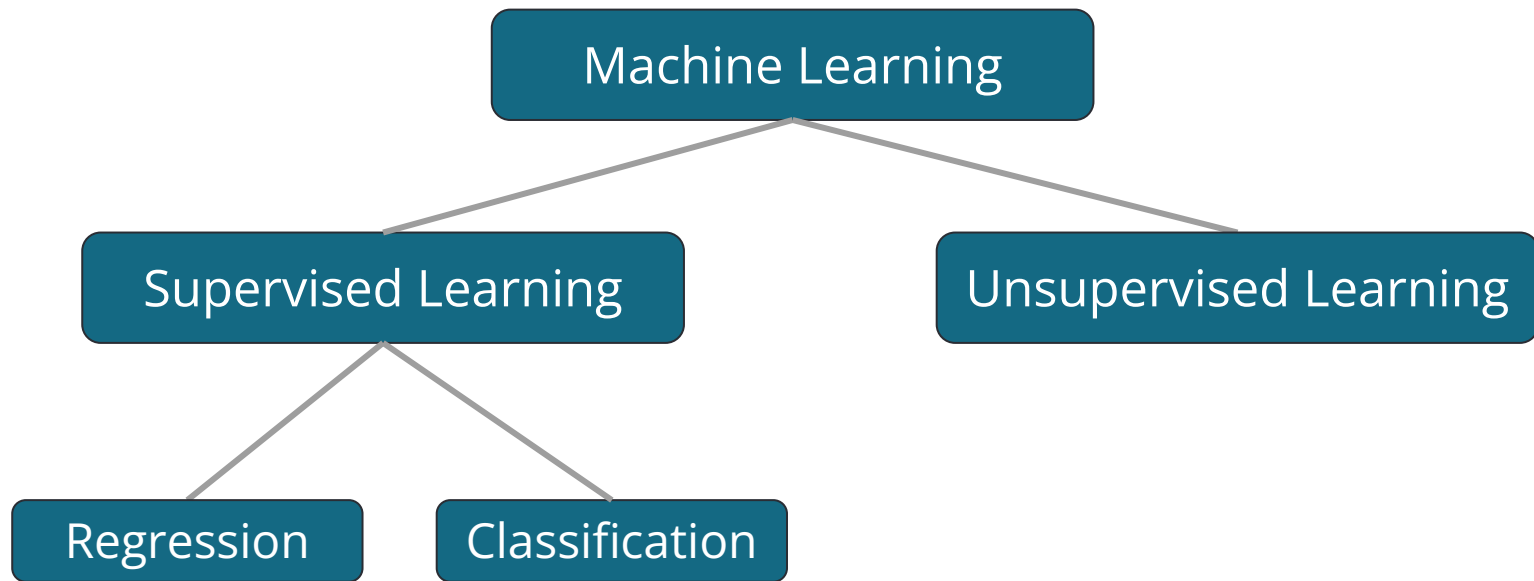 Machine Learning
Supervised Learning
Unsupervised Learning
Regression
Classification